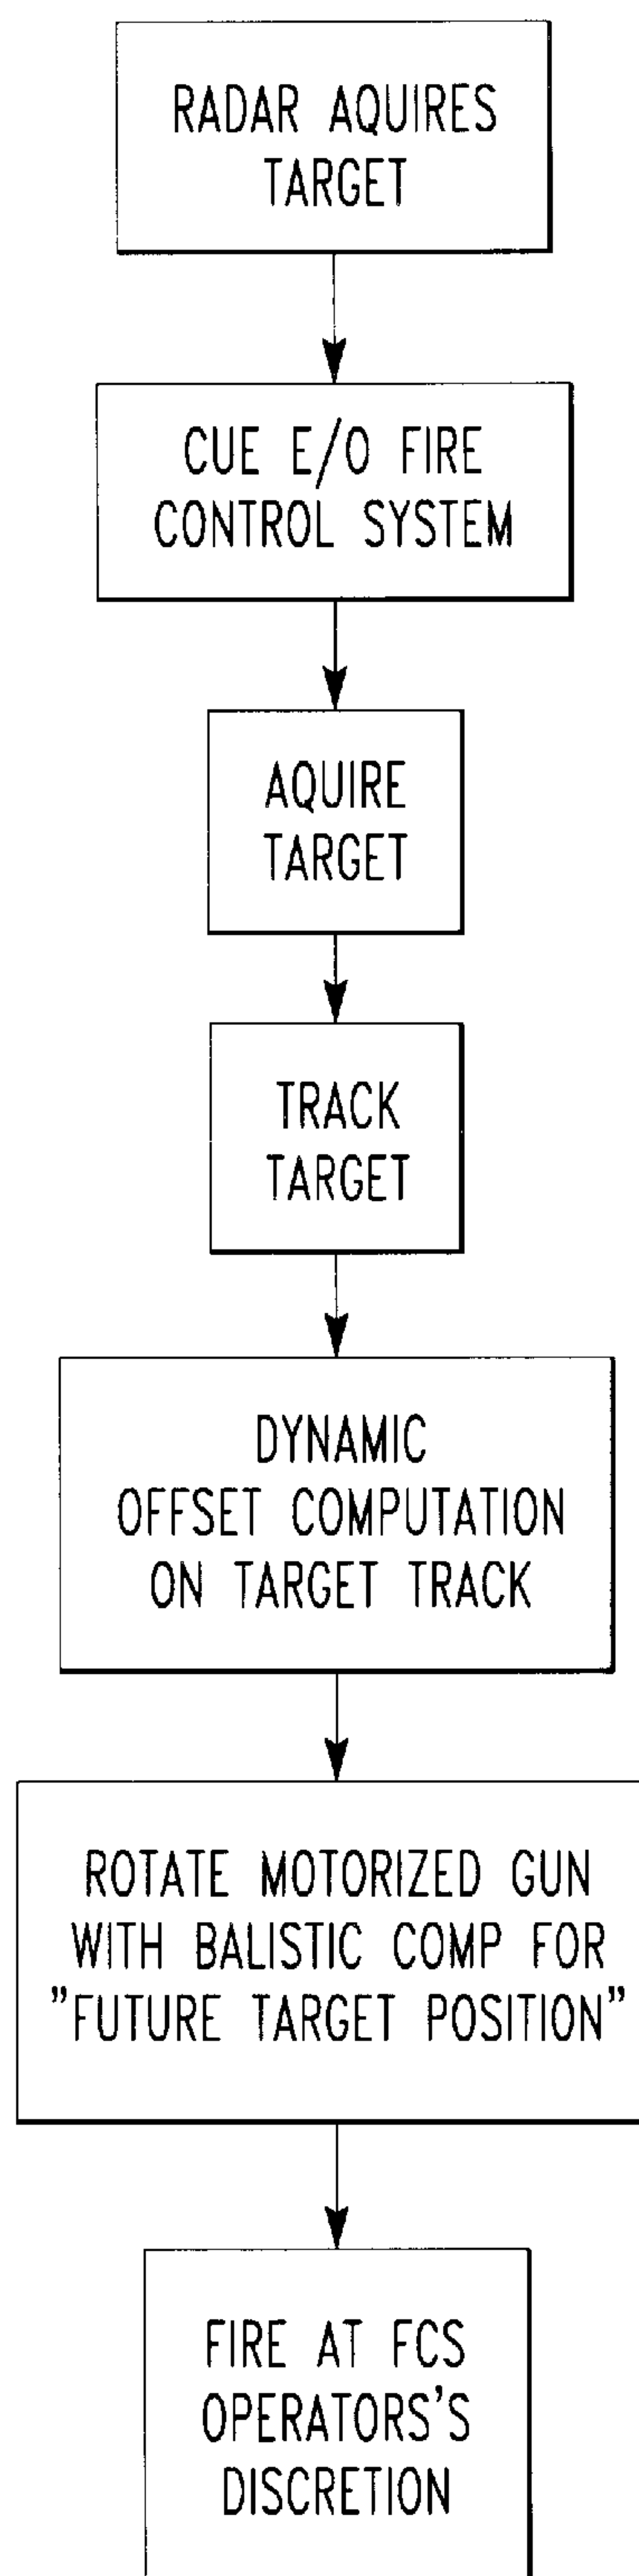 RADAR AQUIRES
TARGET
CUE E/O FIRE
CONTROL SYSTEM
AQUIRE
TARGET
TRACK
TARGET
DYNAMIC
OFFSET COMPUTATION
ON TARGET TRACK
ROTATE MOTORIZED GUN
WITH BALISTIC COMP FOR
"FUTURE TARGET POSITION"
FIRE AT FCS
OPERATORS'S
DISCRETION